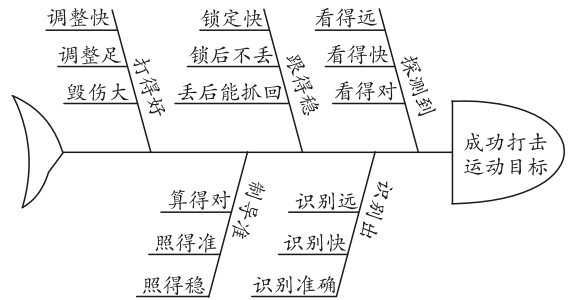 调整快
调整足
毁伤大
打得好
锁定快
锁后不丢
丢后能抓回
跟得稳
看得远
看得快
看得对
探测到
成功打击
运动目标
算得对
照得准
照得稳
制导准
识别远
识别快
识别准确
识别出